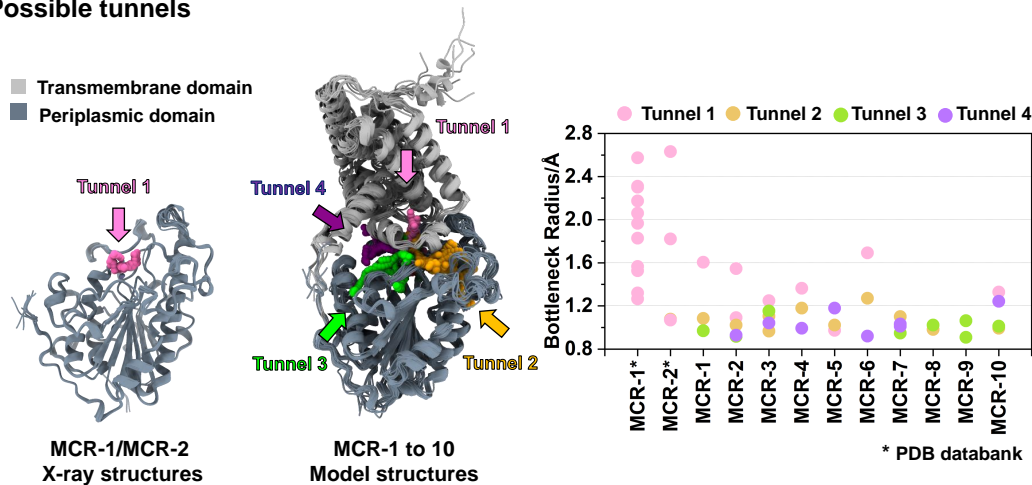 Possible tunnels
Transmembrane domain
Periplasmic domain
Tunnel 1
MCR-1/MCR-2
X-ray structures
Tunnel 1
Tunnel 4
Tunnel 3
Tunnel 2
MCR-1 to 10
Model structures
Tunnel 1 Tunnel 2 Tunnel 3 Tunnel 4
Bottleneck Radius/Å
2.8
2.4
2.0
1.6
1.2
0.8
MCR-1*
MCR-2*
MCR-1
MCR-2
MCR-3
MCR-4
MCR-5
MCR-6
MCR-7
MCR-8
MCR-9
MCR-10
* PDB databank